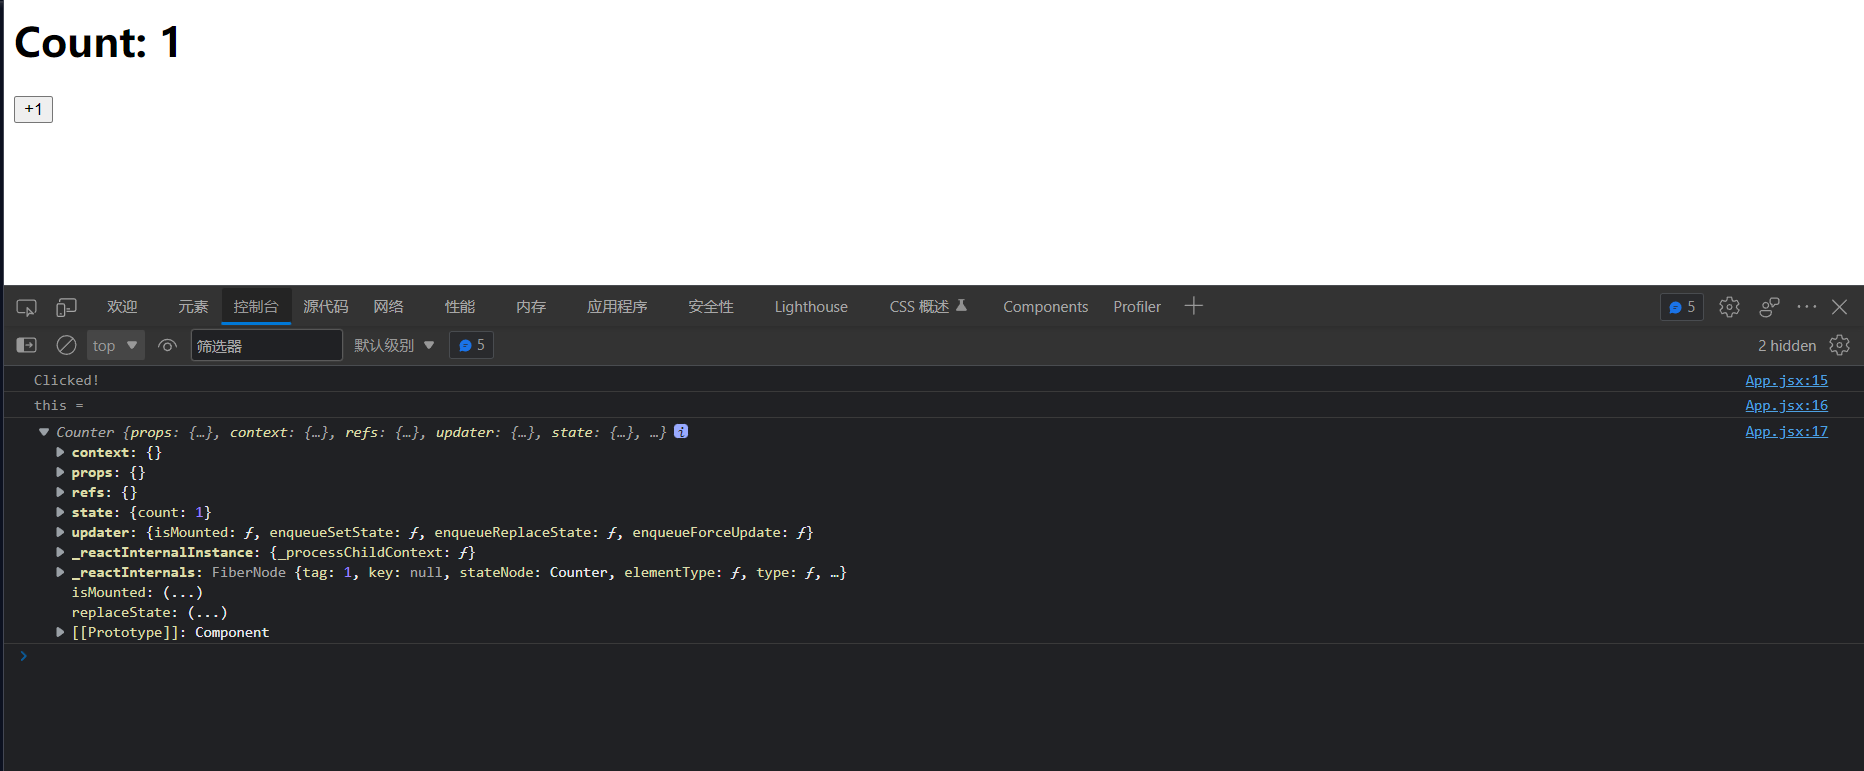 Count: 1
+1
欢迎 元素 控制台 源代码 网络 性能 内存 应用程序 安全性 Lighthouse CSS 概述 Components Profiler 5
top 筛选器 默认级别 5 2 hidden
Clicked! App.jsx:15
this = App.jsx:16
Counter {props: {…}, context: {…}, refs: {…}, updater: {…}, state: {…}, …} i App.jsx:17
context: {}
props: {}
refs: {}
state: {count: 1}
updater: {isMounted: ƒ, enqueueSetState: ƒ, enqueueReplaceState: ƒ, enqueueForceUpdate: ƒ}
_reactInternalInstance: {_processChildContext: ƒ}
_reactInternals: FiberNode {tag: 1, key: null, stateNode: Counter, elementType: ƒ, type: ƒ, …}
isMounted: (...)
replaceState: (...)
[[Prototype]]: Component